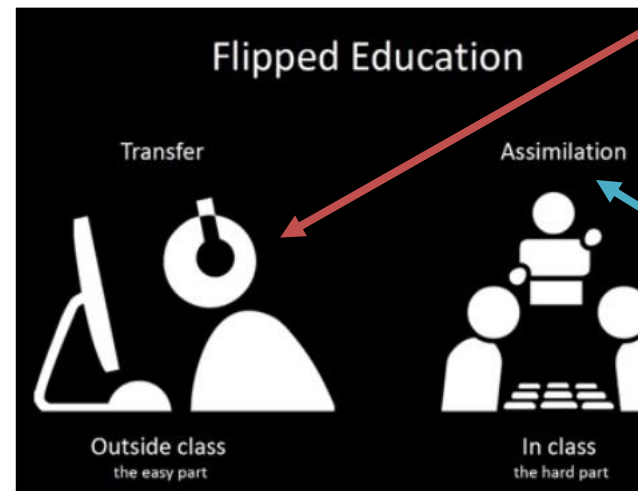 Flipped Education
Transfer
Assimilation
Outside class
the easy part
In class
the hard part